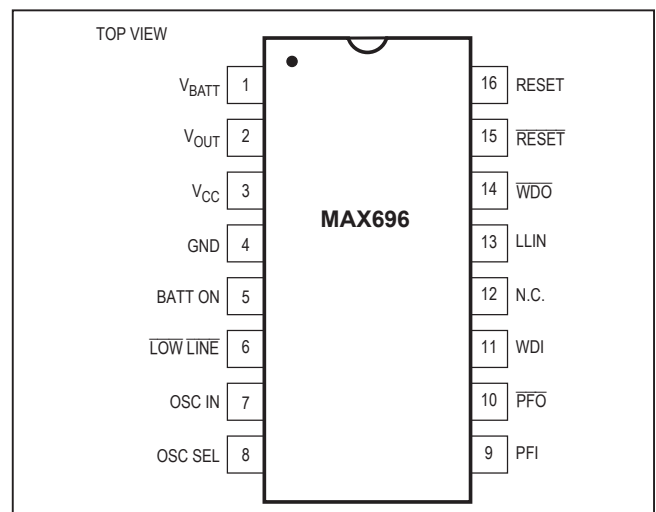 TOP VIEW
VBATT 1
VOUT 2
VCC 3
GND 4
BATT ON 5
LOW LINE 6
OSC IN 7
OSC SEL 8
MAX696
16 RESET
15 RESET
14 WDO
13 LLIN
12 N.C.
11 WDI
10 PFO
9 PFI